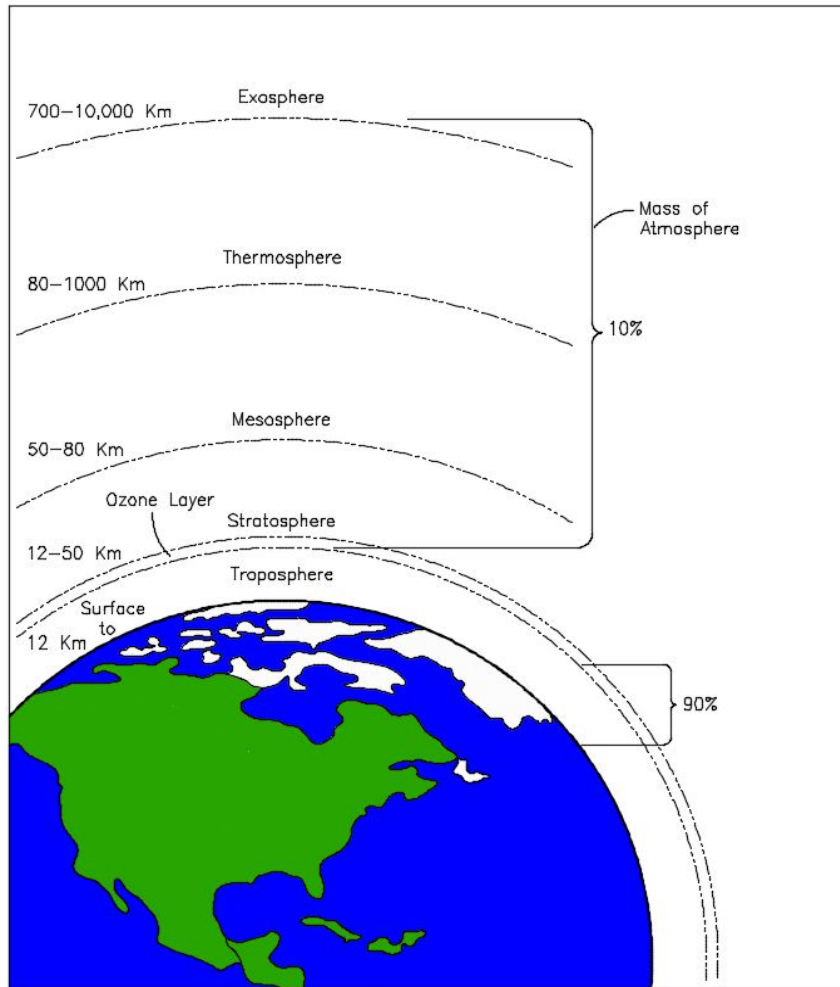 Exosphere
700–10,000 Km
Mass of
Atmosphere
Thermosphere
80–1000 Km
10%
Mesosphere
50–80 Km
Ozone Layer
Stratosphere
12–50 Km
Troposphere
Surface
to
12 Km
90%